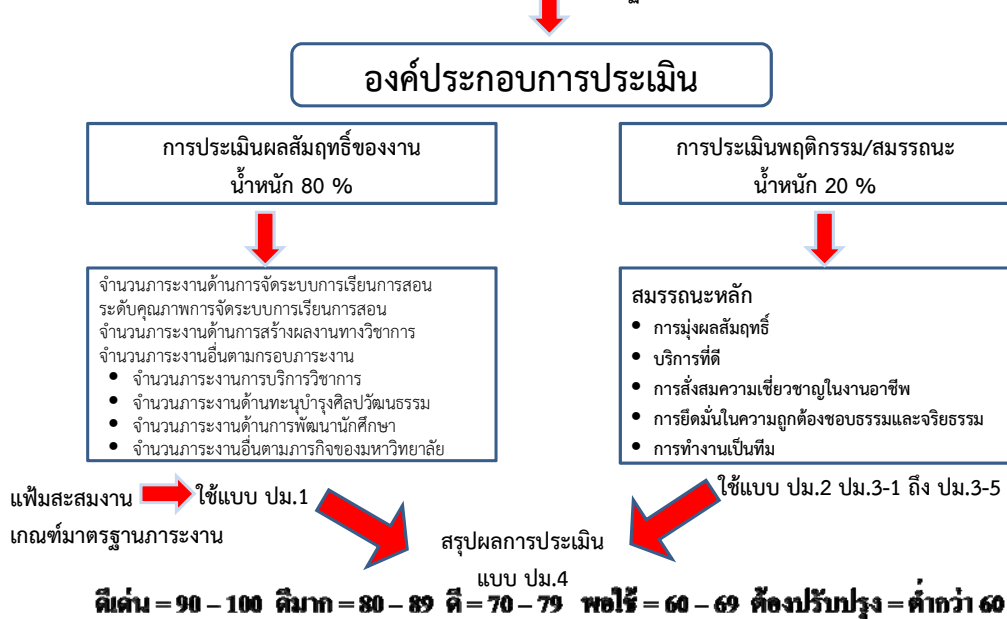 องค์ประกอบการประเมิน
การประเมินผลสัมฤทธิ์ของงาน
น้ำหนัก 80 %
การประเมินพฤติกรรม/สมรรถนะ
น้ำหนัก 20 %
จำนวนภาระงานด้านการจัดระบบการเรียนการสอน
ระดับคุณภาพการจัดระบบการเรียนการสอน
จำนวนภาระงานด้านการสร้างผลงานทางวิชาการ
จำนวนภาระงานอื่นตามกรอบภาระงาน
• จำนวนภาระงานการบริการวิชาการ
• จำนวนภาระงานด้านทะนุบำรุงศิลปวัฒนธรรม
• จำนวนภาระงานด้านการพัฒนานักศึกษา
• จำนวนภาระงานอื่นตามภารกิจของมหาวิทยาลัย
สมรรถนะหลัก
• การมุ่งผลสัมฤทธิ์
• บริการที่ดี
• การสั่งสมความเชี่ยวชาญในงานอาชีพ
• การยึดมั่นในความถูกต้องชอบธรรมและจริยธรรม
• การทำงานเป็นทีม
แฟ้มสะสมงาน
ใช้แบบ ปม.1
เกณฑ์มาตรฐานภาระงาน
ใช้แบบ ปม.2 ปม.3-1 ถึง ปม.3-5
สรุปผลการประเมิน
แบบ ปม.4
ดีเด่น = 90 – 100 ดีมาก = 80 – 89 ดี = 70 – 79 พอใช้ = 60 – 69 ต้องปรับปรุง = ต่ำกว่า 60